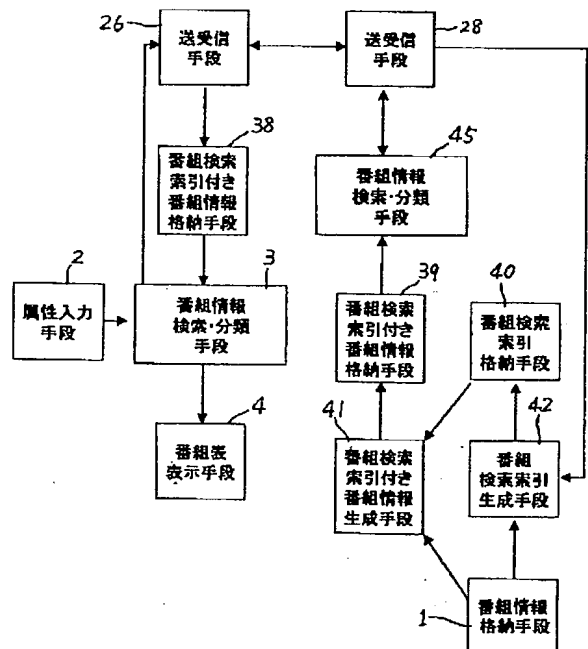 26
送受信
手段
28
送受信
手段
38
番組検索
索引付き
番組情報
格納手段
45
番組情報
検索・分類
手段
2
属性入力
手段
3
番組情報
検索・分類
手段
39
番組検索
索引付き
番組情報
格納手段
40
番組検索
索引
格納手段
4
番組表
表示手段
41
番組検索
索引付き
番組情報
生成手段
42
番組
検索索引
生成手段
1
番組情報
格納手段